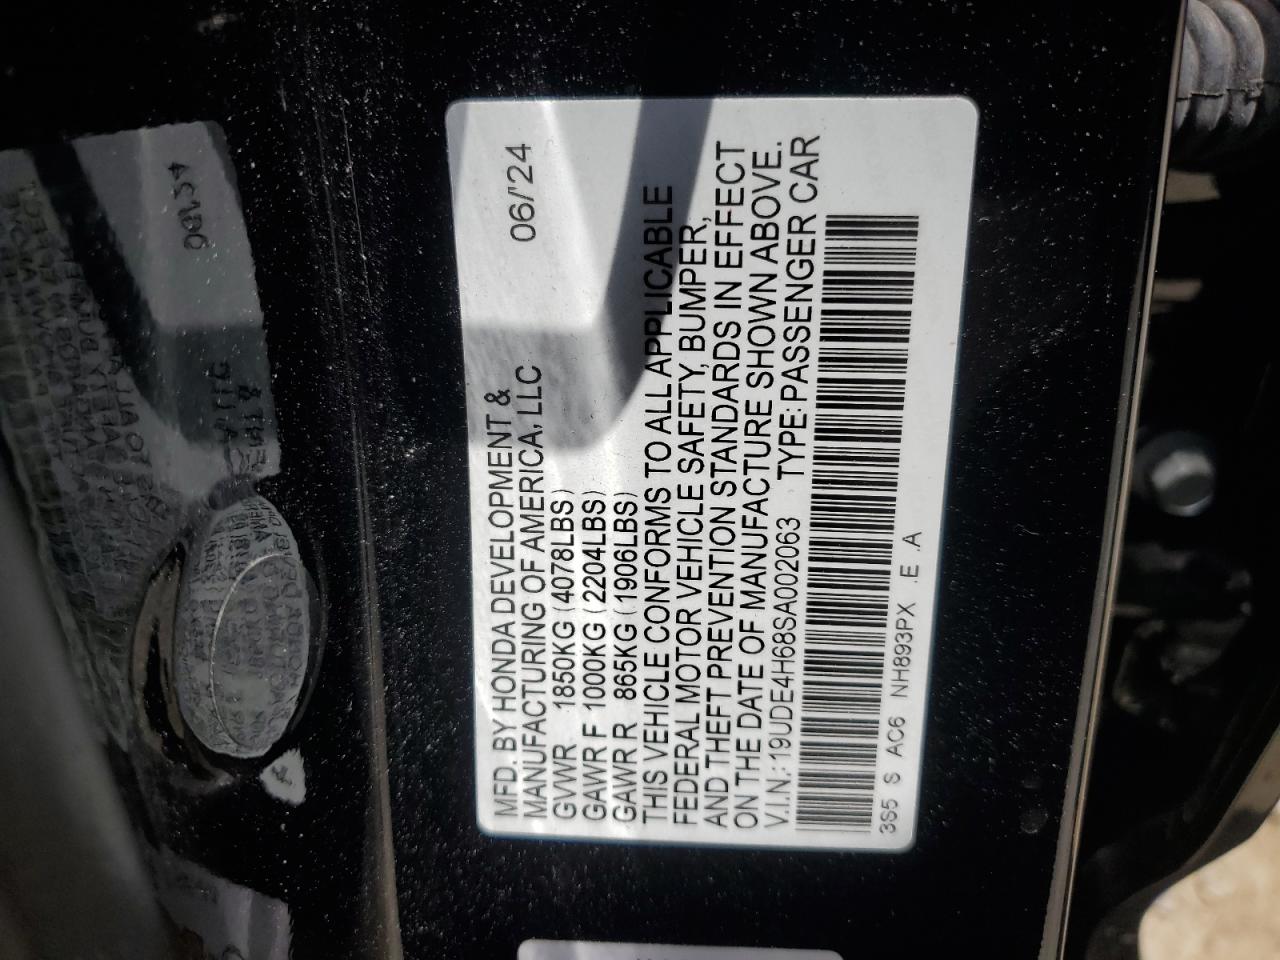 MFD. BY HONDA DEVELOPMENT &
MANUFACTURING OF AMERICA, LLC 06/'24
GVWR 1850KG (4078LBS)
GAWR F 1000KG (2204LBS)
GAWR R 865KG (1906LBS)
THIS VEHICLE CONFORMS TO ALL APPLICABLE
FEDERAL MOTOR VEHICLE SAFETY, BUMPER,
AND THEFT PREVENTION STANDARDS IN EFFECT
ON THE DATE OF MANUFACTURE SHOWN ABOVE.
V.I.N.: 19UDE4H68SA002063 TYPE: PASSENGER CAR
3S5 S AC6 NH893PX .E .A